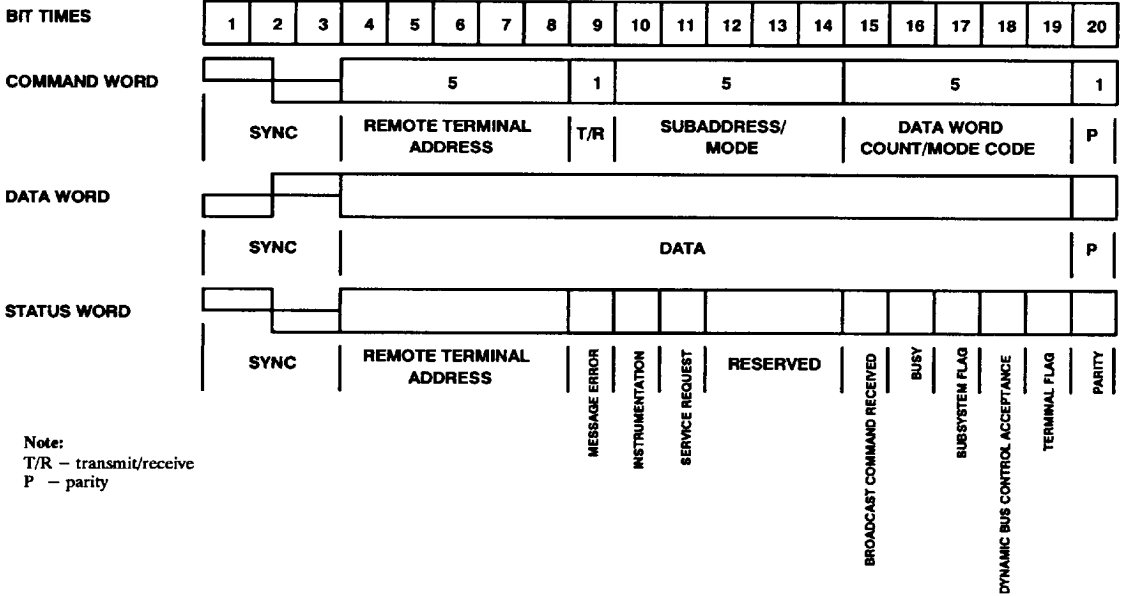 BIT TIMES 1 2 3 4 5 6 7 8 9 10 11 12 13 14 15 16 17 18 19 20
COMMAND WORD 5 1 5 5 1
SYNC REMOTE TERMINAL ADDRESS T/R SUBADDRESS/ MODE DATA WORD COUNT/MODE CODE P
DATA WORD
SYNC DATA P
STATUS WORD
SYNC REMOTE TERMINAL ADDRESS MESSAGE ERROR INSTRUMENTATION SERVICE REQUEST RESERVED BROADCAST COMMAND RECEIVED BUSY SUBSYSTEM FLAG DYNAMIC BUS CONTROL ACCEPTANCE TERMINAL FLAG PARITY
Note:
T/R – transmit/receive
P – parity